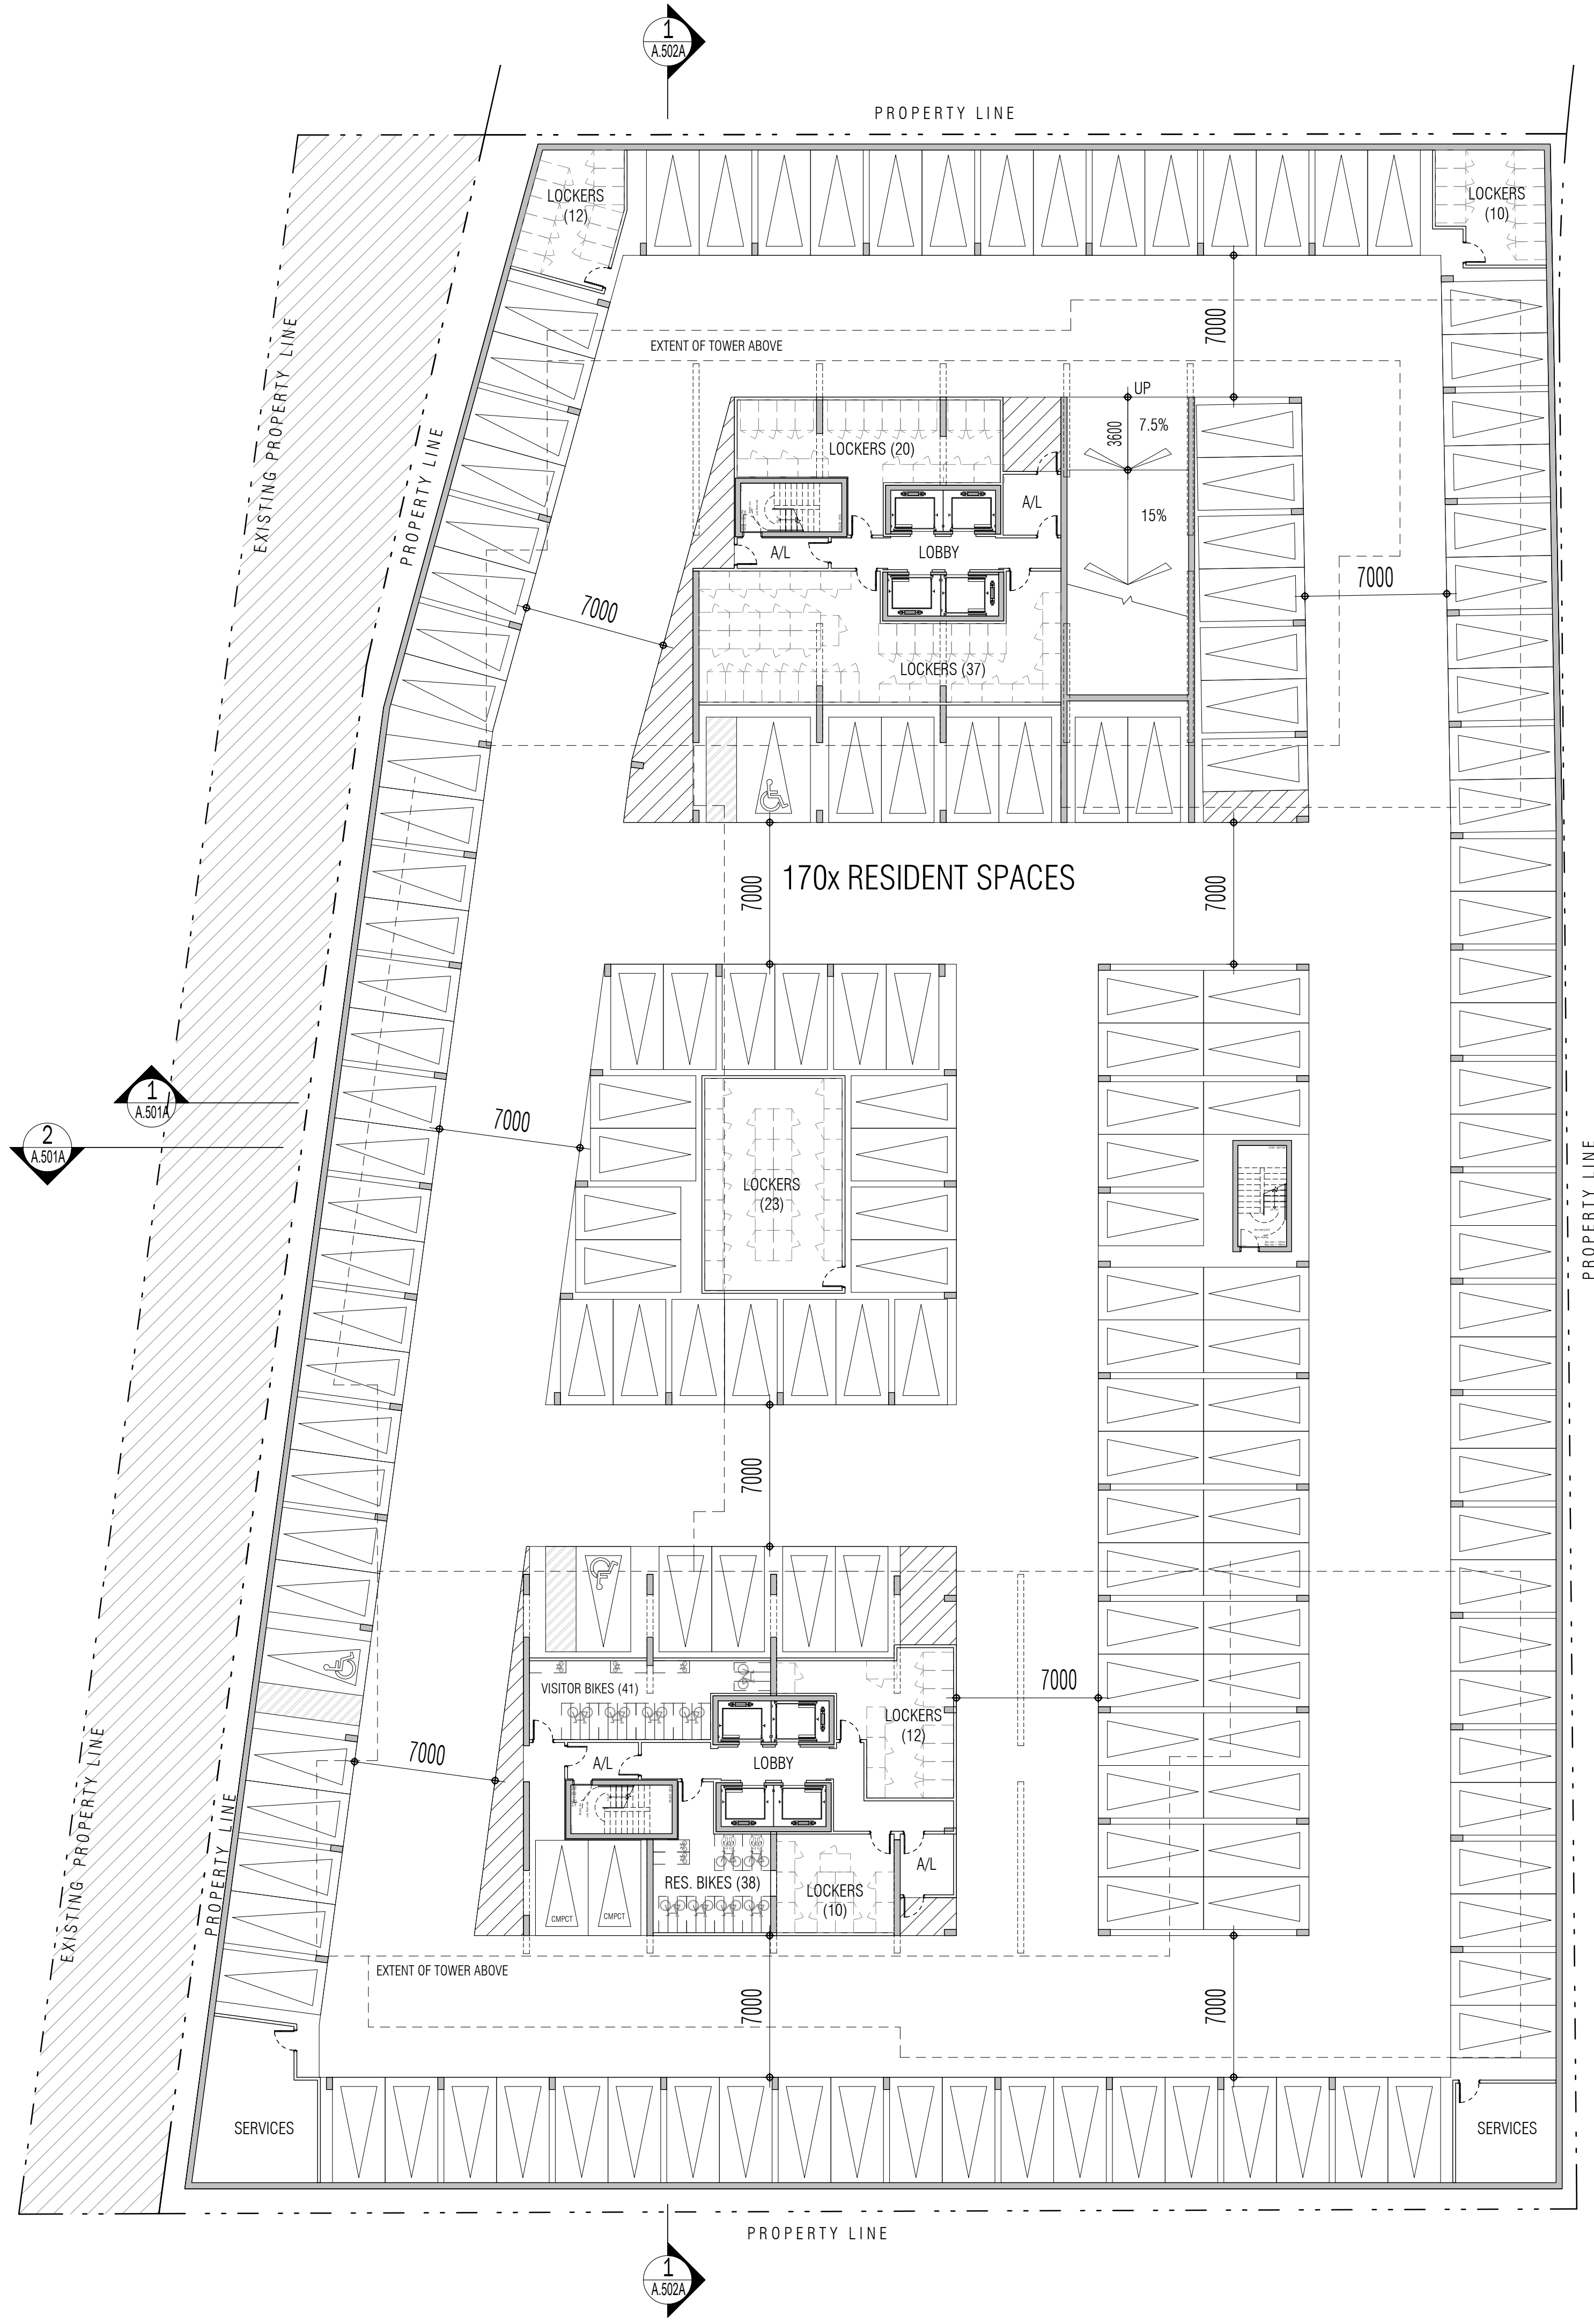 1
A.502A
PROPERTY LINE
LOCKERS
(12)
LOCKERS
(10)
EXISTING PROPERTY LINE
PROPERTY LINE
7000
EXTENT OF TOWER ABOVE
UP
3600
7.5%
LOCKERS (20)
A/L
15%
A/L
LOBBY
7000
7000
LOCKERS (37)
170x RESIDENT SPACES
7000
7000
1
A.501A
2
A.501A
7000
LOCKERS
(23)
PROPERTY LINE
7000
VISITOR BIKES (41)
7000
LOCKERS
(12)
A/L
LOBBY
7000
EXISTING PROPERTY LINE
PROPERTY LINE
A/L
RES. BIKES (38)
LOCKERS
(10)
CMPCT
CMPCT
EXTENT OF TOWER ABOVE
7000
7000
SERVICES
SERVICES
PROPERTY LINE
1
A.502A